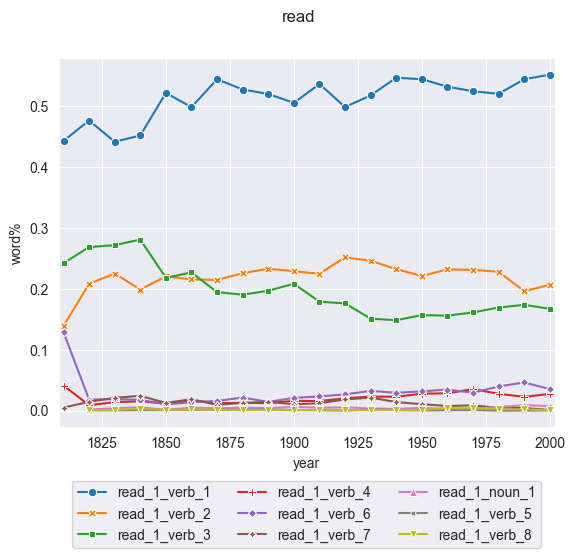 read
0.5
0.4
0.3
0.2
0.1
0.0
word%
1825 1850 1875 1900 1925 1950 1975 2000
year
read_1_verb_1 read_1_verb_4 read_1_noun_1
read_1_verb_2 read_1_verb_6 read_1_verb_5
read_1_verb_3 read_1_verb_7 read_1_verb_8